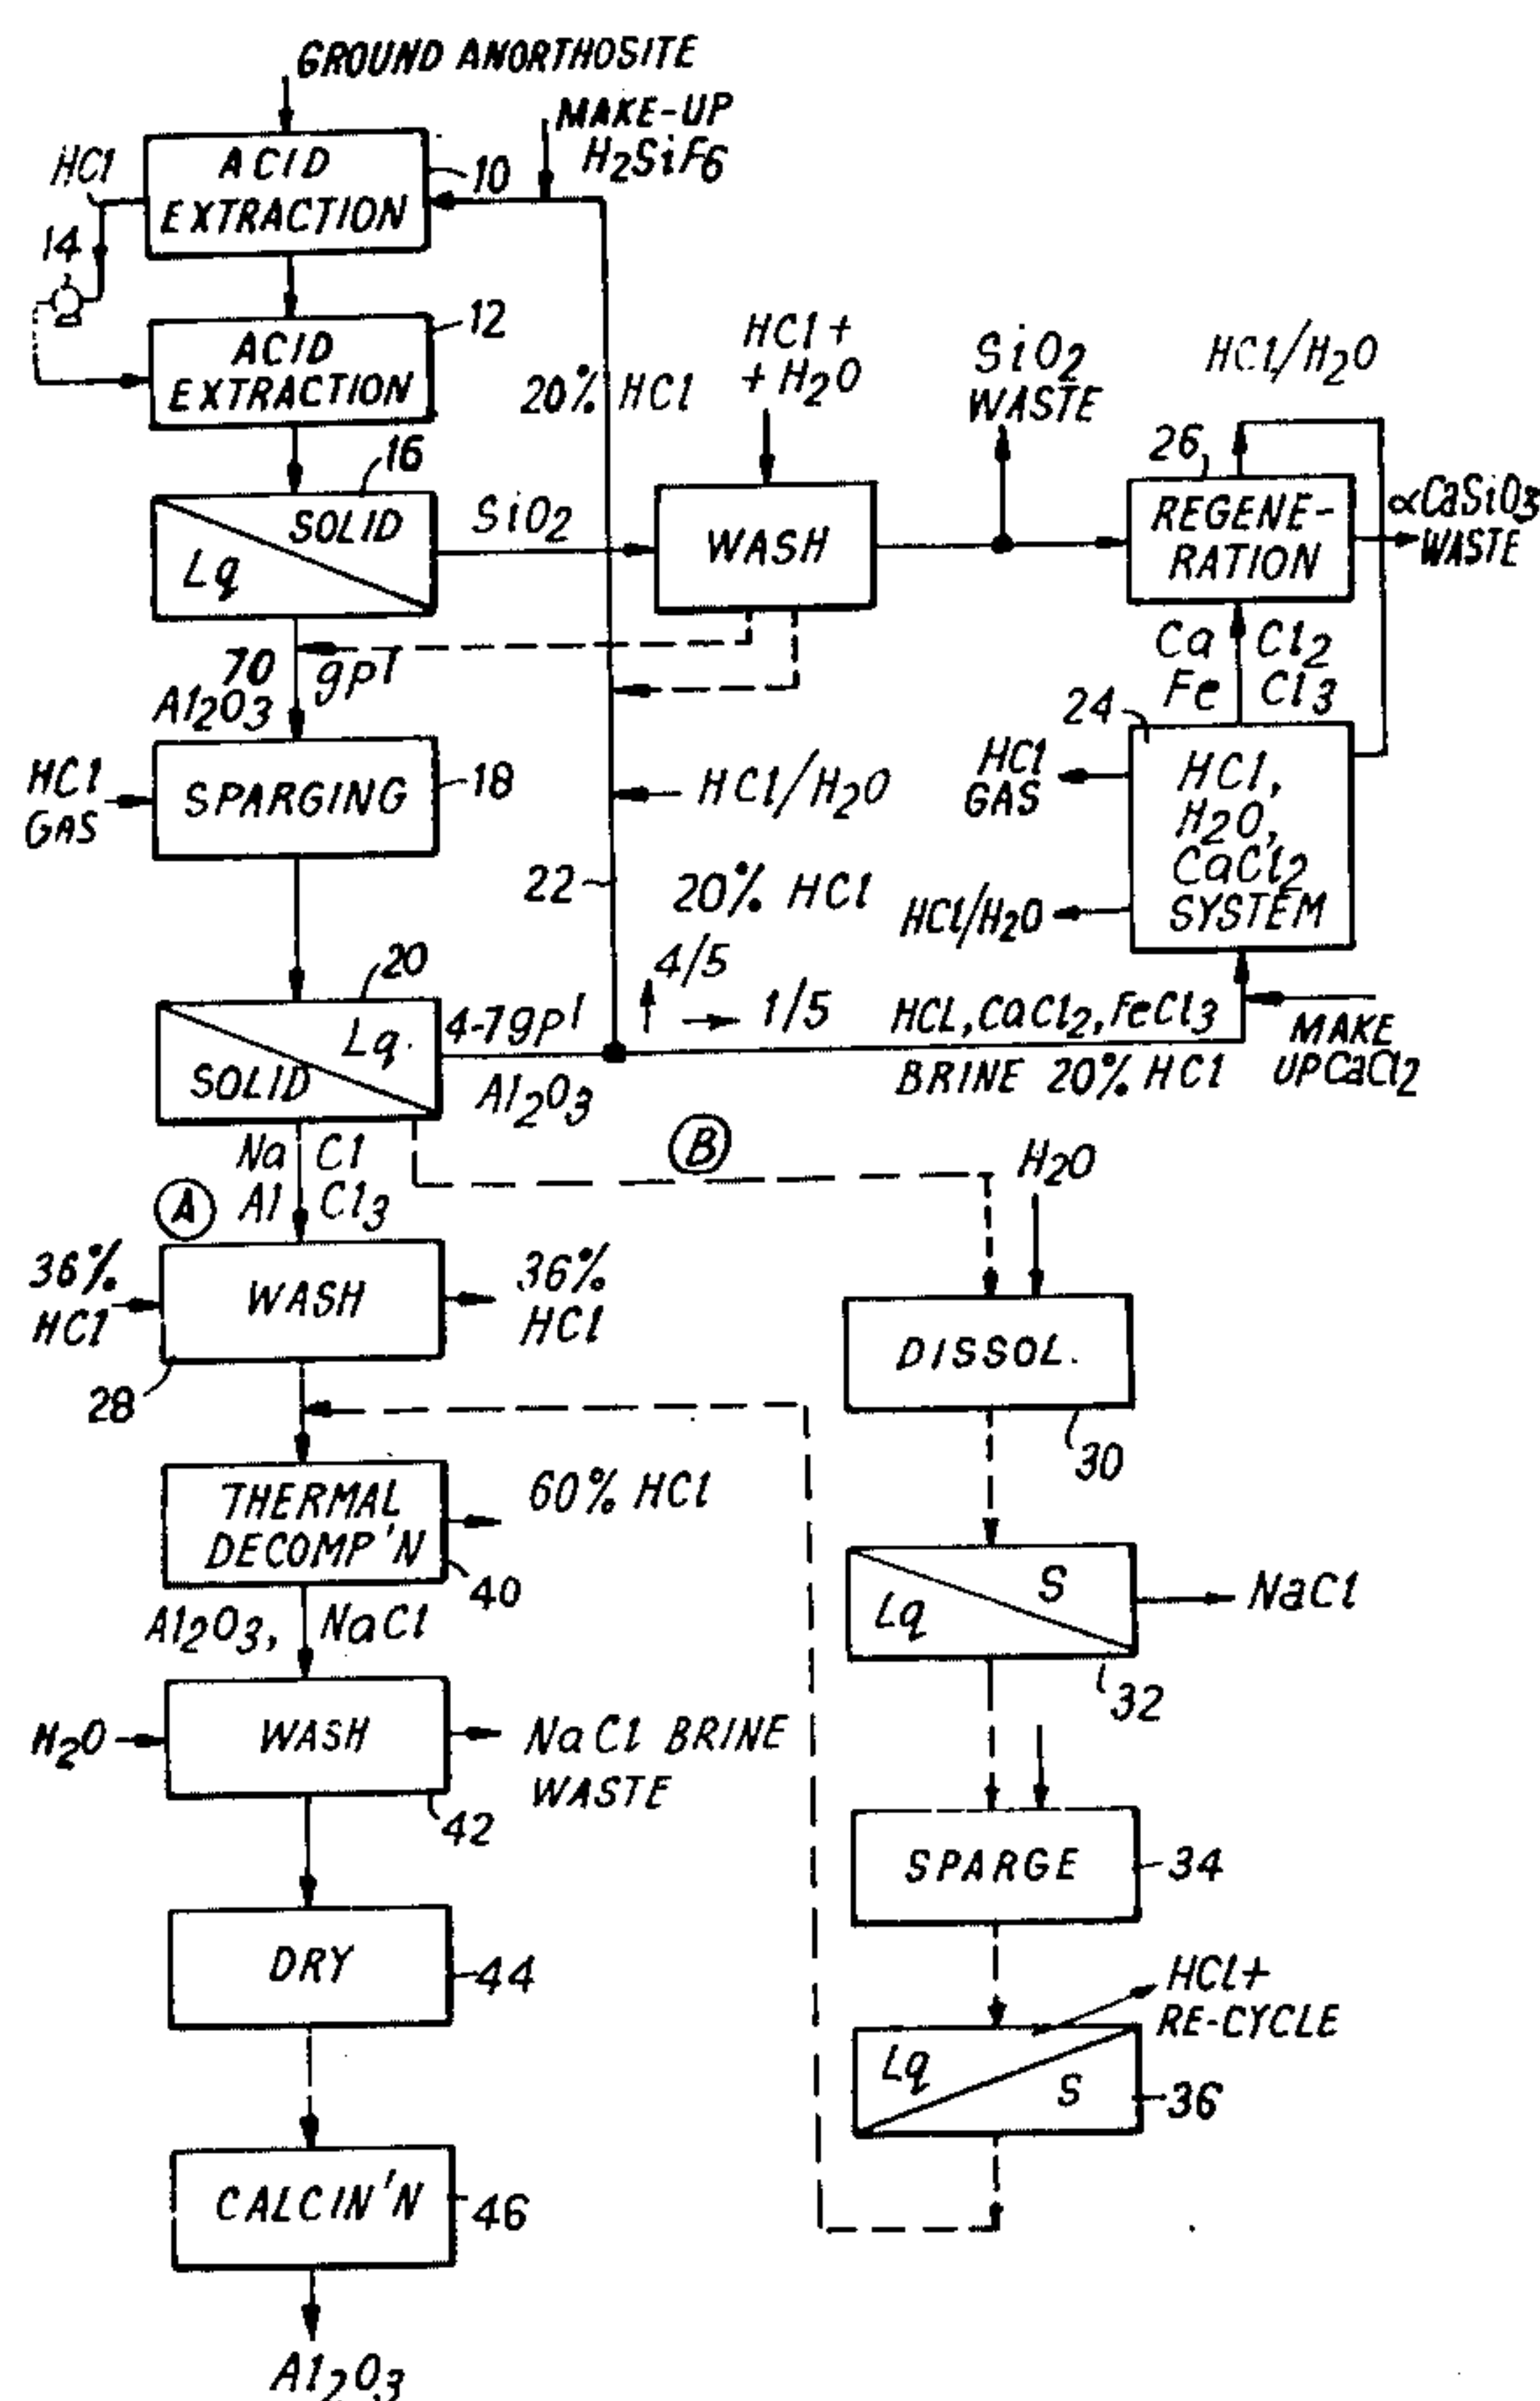 GROUND ANORTHOSITE
MAKE-UP
H2SiF6
HCl
ACID
EXTRACTION
10
14
ACID
EXTRACTION
12
20% HCl
HCl +
+ H2O
SiO2
WASTE
HCl/H2O
16
SOLID
Lq
SiO2
WASH
26
REGENE-
RATION
αCaSiO3
WASTE
70 gpl
Al2O3
Ca Cl2
Fe Cl3
HCl
GAS
SPARGING
18
HCl/H2O
24
HCl
GAS
HCl,
H2O,
CaCl2
SYSTEM
HCl/H2O
22
20% HCl
4/5
1/5
20
Lq.
SOLID
4-7gpl
Al2O3
HCL, CaCl2, FeCl3
BRINE 20% HCl
MAKE
UP CaCl2
Na Cl
Al Cl3
A
B
H2O
36%
HCl
WASH
36%
HCl
28
DISSOL.
30
THERMAL
DECOMP'N
60% HCl
40
Al2O3, NaCl
S
Lq
NaCl
32
H2O
WASH
NaCl BRINE
WASTE
42
SPARGE
34
DRY
44
HCL+
RE-CYCLE
Lq
S
36
CALCIN'N
46
Al2O3